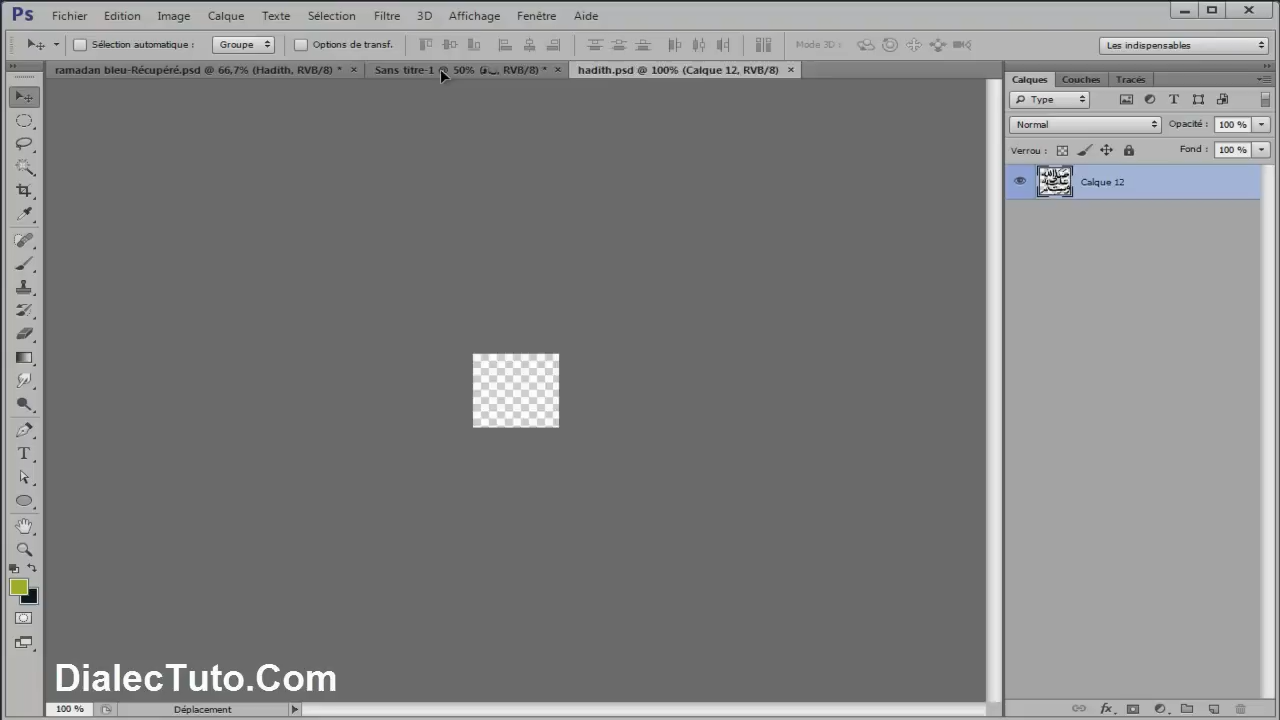 Ps Fichier Edition Image Calque Texte Sélection Filtre 3D Affichage Fenêtre Aide
Sélection automatique : Groupe Options de transf. Mode 3D : Les indispensables
ramadan bleu-Récupéré.psd @ 66,7% (Hadith, RVB/8) * Sans titre-1 @ 50% ( , RVB/8) * hadith.psd @ 100% (Calque 12, RVB/8)
Calques Couches Tracés
Type
Normal Opacité : 100 %
Verrou : Fond : 100 %
Calque 12
DialecTuto.Com
100 % Déplacement